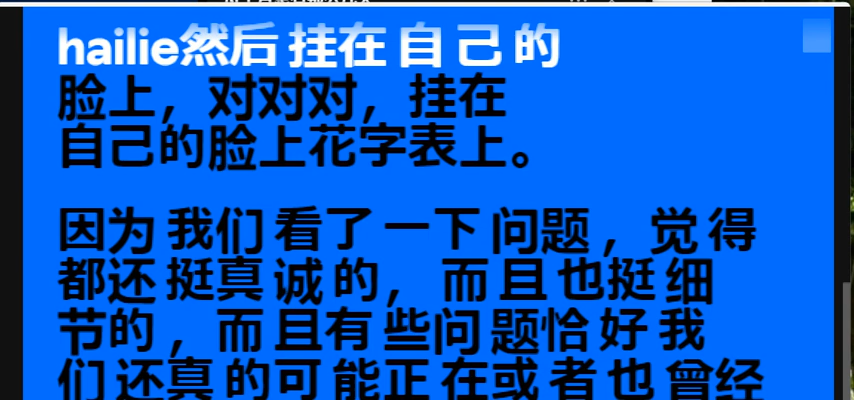 hailie然后挂在自己的
脸上，对对对，挂在
自己的脸上花字表上。
因为我们看了一下问题，觉得
都还挺真诚的，而且也挺细
节的，而且有些问题恰好我
们还真的可能正在或者也曾经